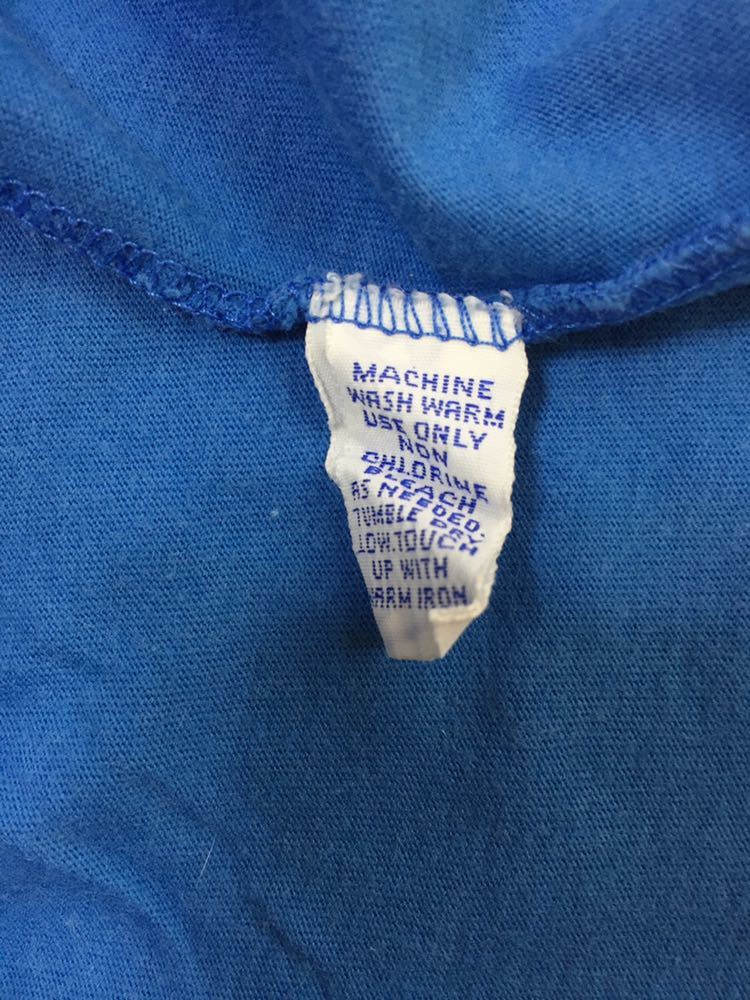 MACHINE
WASH WARM
USE ONLY
NON
CHLORINE
BLEACH
AS NEEDED.
TUMBLE DRY
LOW. TOUCH
UP WITH
WARM IRON